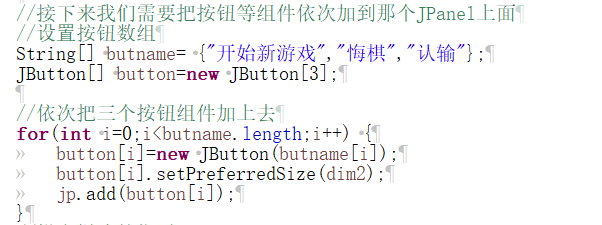 //接下来我们需要把按钮等组件依次加到那个JPanel上面
//设置按钮数组
String[] butname= {"开始新游戏","悔棋","认输"};
JButton[] button=new JButton[3];
//依次把三个按钮组件加上去
for(int i=0;i<butname.length;i++) {
button[i]=new JButton(butname[i]);
button[i].setPreferredSize(dim2);
jp.add(button[i]);
}